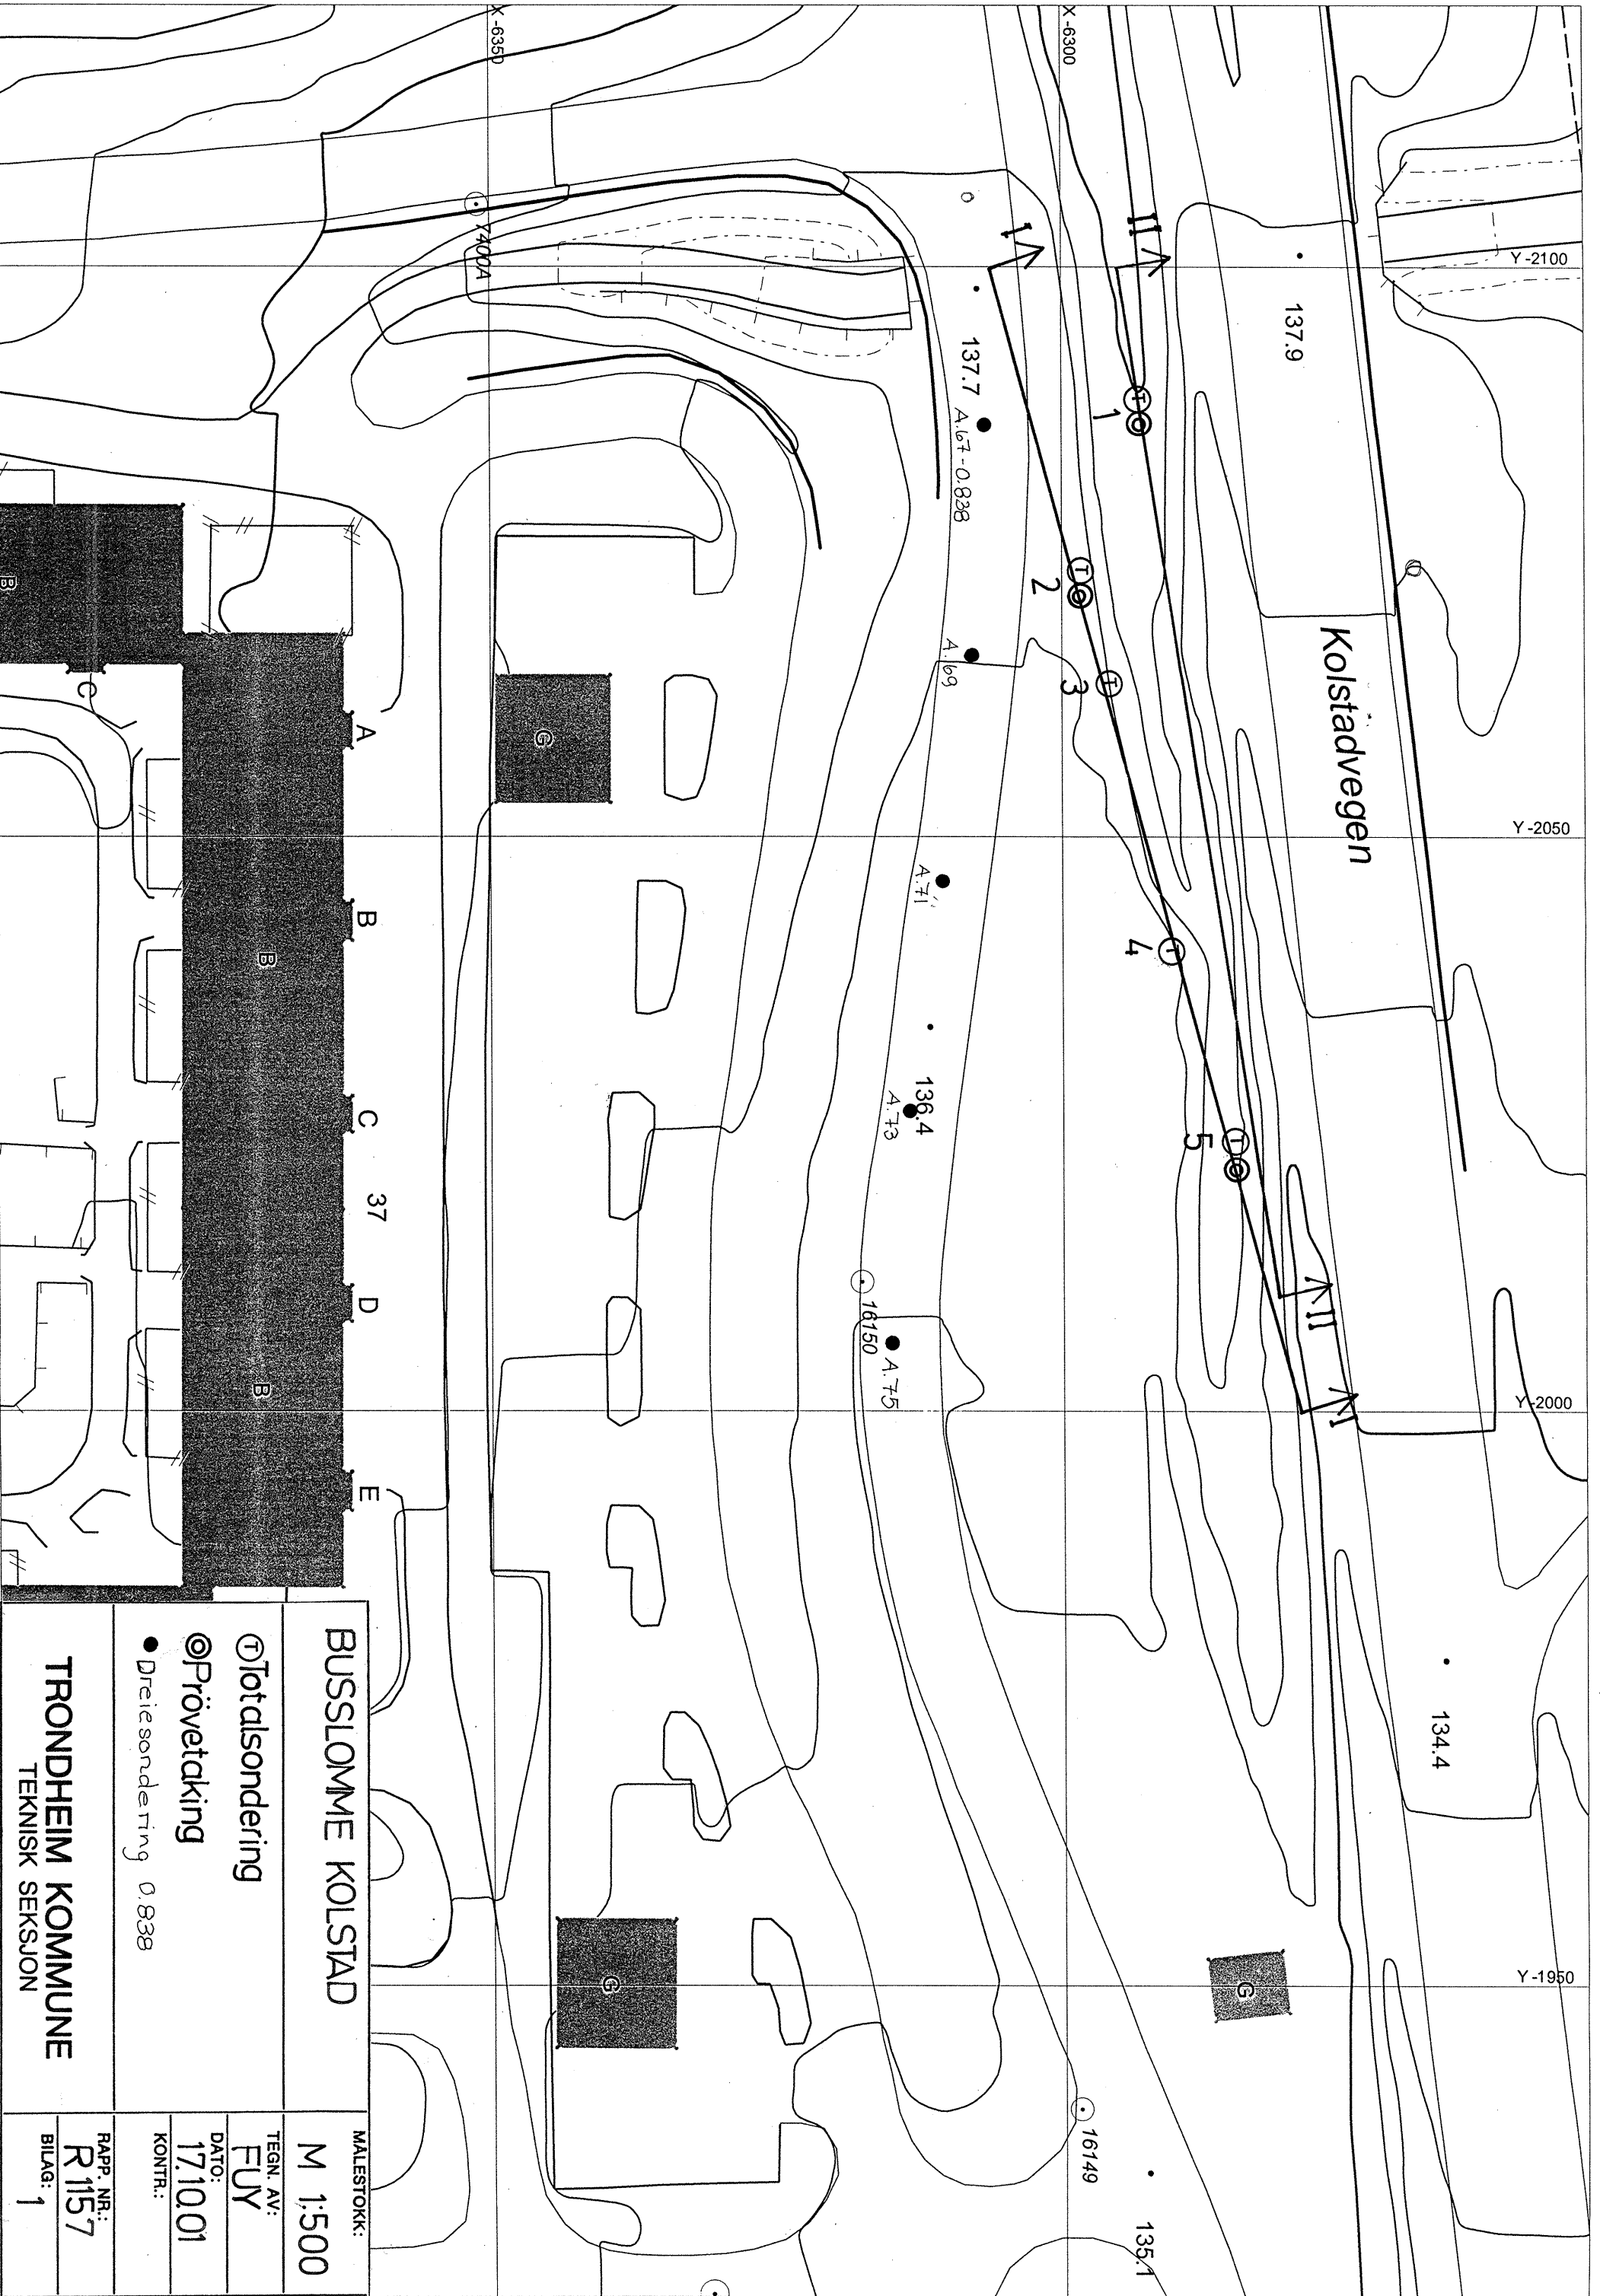 X -6350
X -6300
Y -2100
Y -2050
Y -2000
Y -1950
7400A
I
II
137.9
137.7
A.67-0.838
1
2
A.69
3
Kolstadvegen
A.71
4
136.4
A.73
5
II
I
16150
A.75
134.4
16149
135.1
G
G
G
B
B
B
C
A
B
C
37
D
E
BUSSLOMME KOLSTAD
T Totalsondering
Prövetaking
Dreiesondering 0.838
TRONDHEIM KOMMUNE
TEKNISK SEKSJON
MÅLESTOKK:
M 1:500
TEGN. AV:
FUY
DATO:
17.10.01
KONTR.:
RAPP. NR.:
R 1157
BILAG:
1